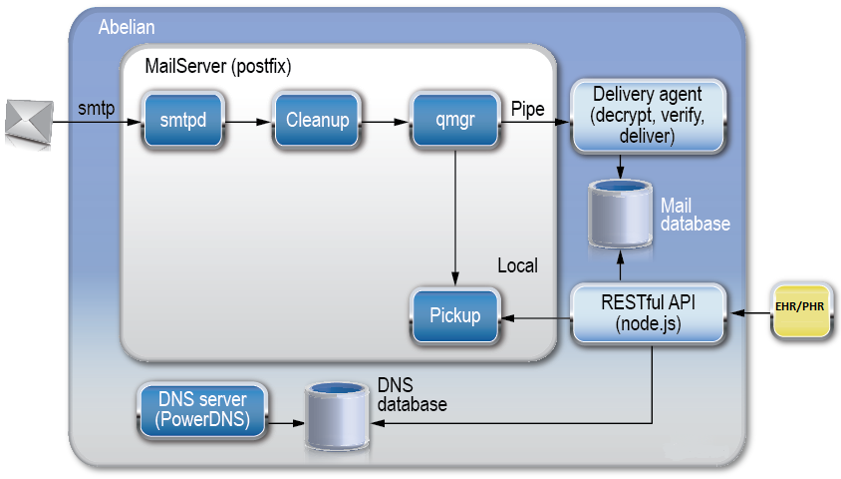 Abelian
MailServer (postfix)
smtp
smtpd
Cleanup
qmgr
Pipe
Delivery agent
(decrypt, verify,
deliver)
Mail
database
Local
Pickup
RESTful API
(node.js)
EHR/PHR
DNS server
(PowerDNS)
DNS
database